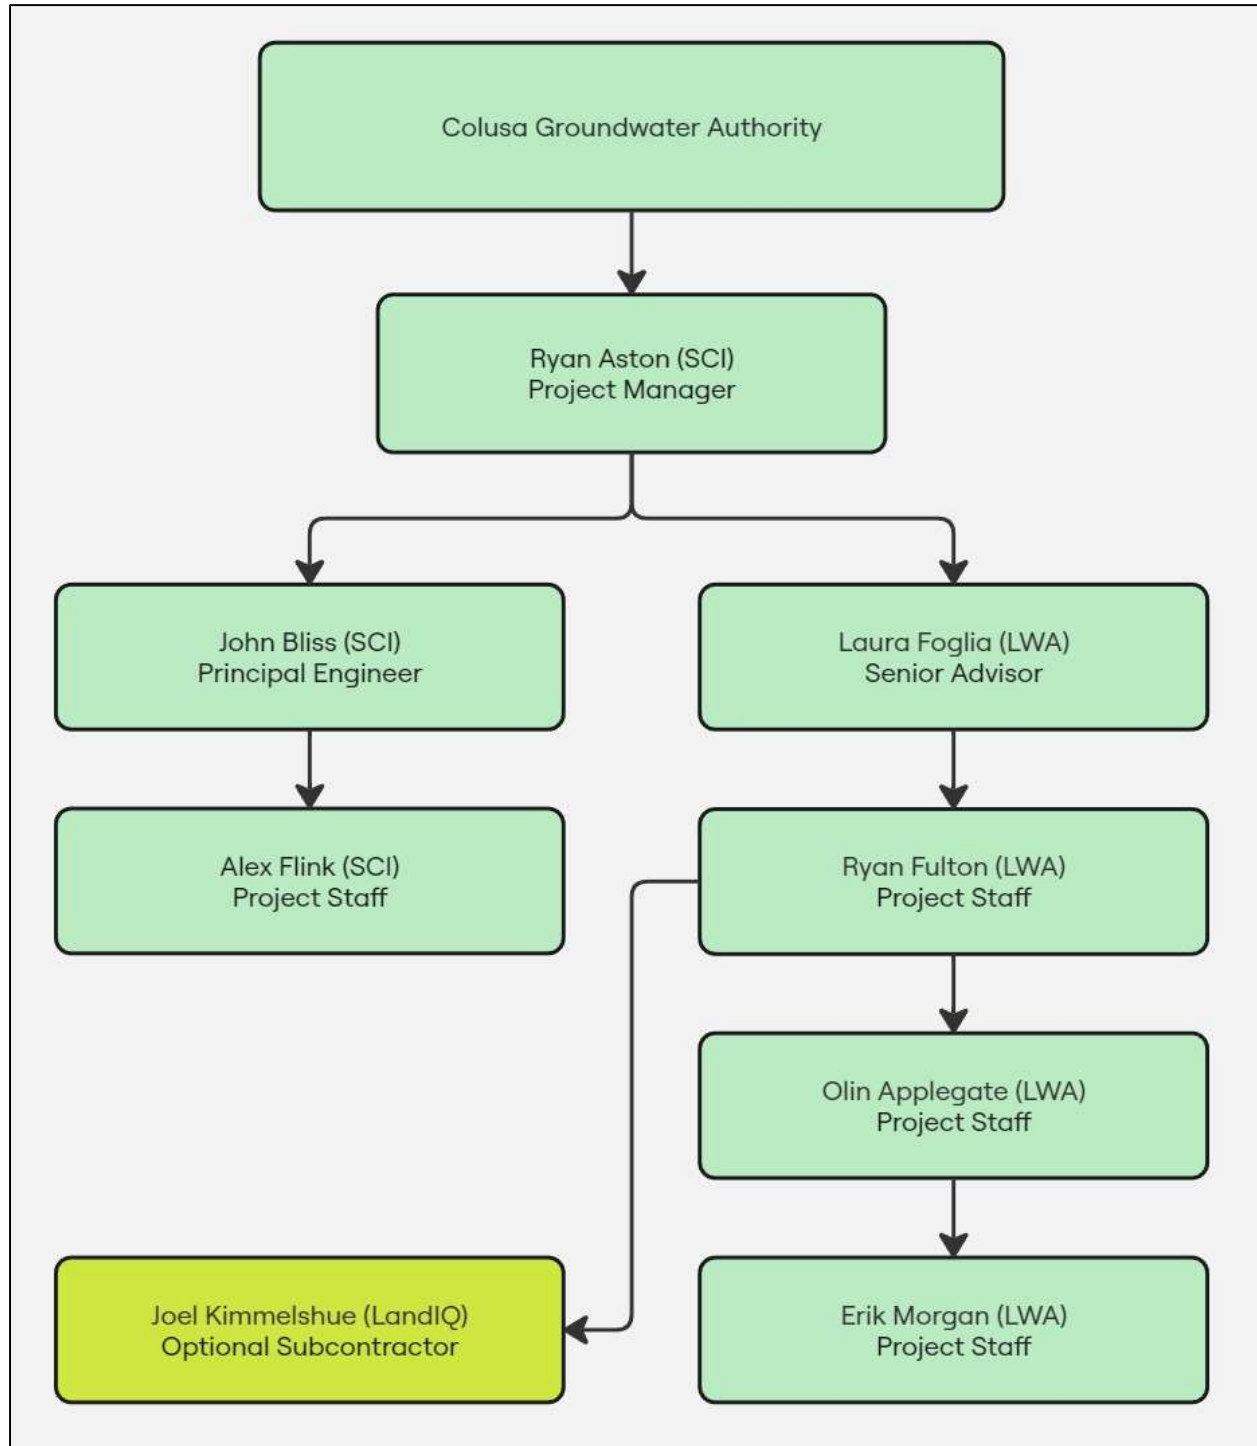 Colusa Groundwater Authority
Ryan Aston (SCI)
Project Manager
John Bliss (SCI)
Principal Engineer
Laura Foglia (LWA)
Senior Advisor
Alex Flink (SCI)
Project Staff
Ryan Fulton (LWA)
Project Staff
Olin Applegate (LWA)
Project Staff
Joel Kimmelshue (LandIQ)
Optional Subcontractor
Erik Morgan (LWA)
Project Staff